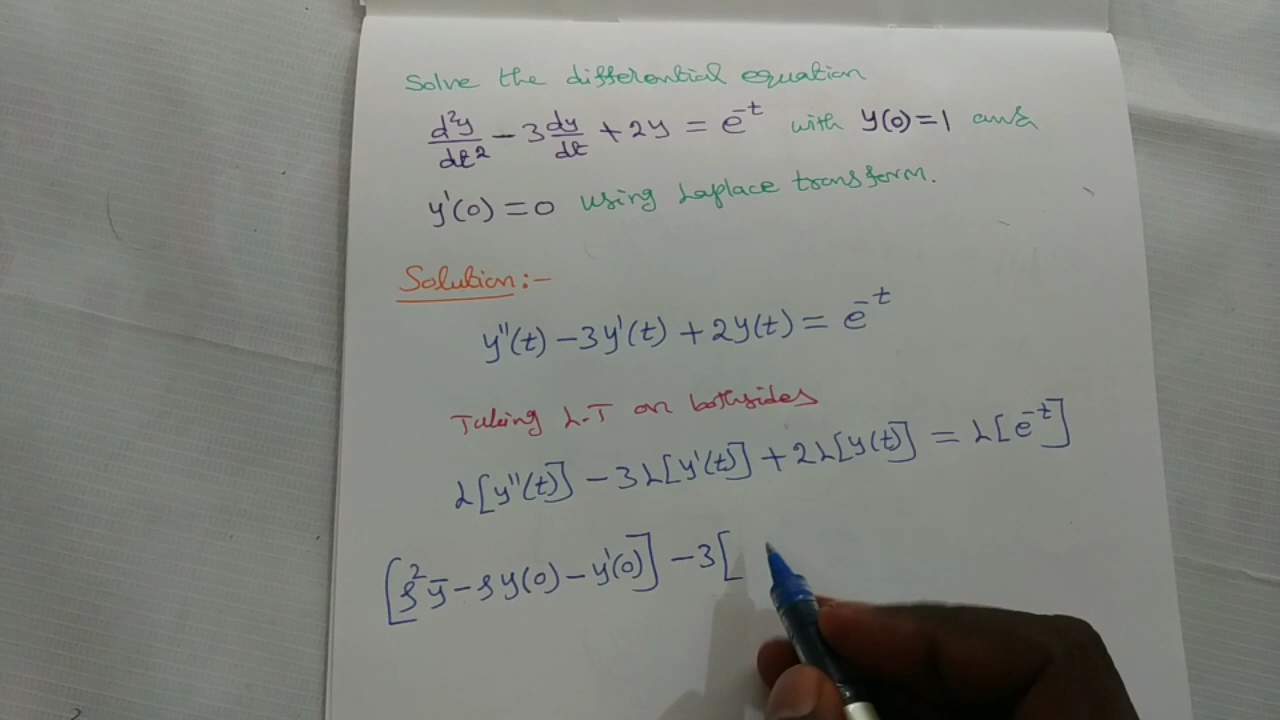 Solve the differential equation
d²y/dt² - 3 dy/dt + 2y = e^-t with y(0)=1 and
y'(0)=0 using Laplace transform.
Solution:-
y''(t) - 3y'(t) + 2y(t) = e^-t
Taking L.T on bothsides
L[y''(t)] - 3L[y'(t)] + 2L[y(t)] = L[e^-t]
[s²ȳ - sy(0) - y'(0)] - 3[